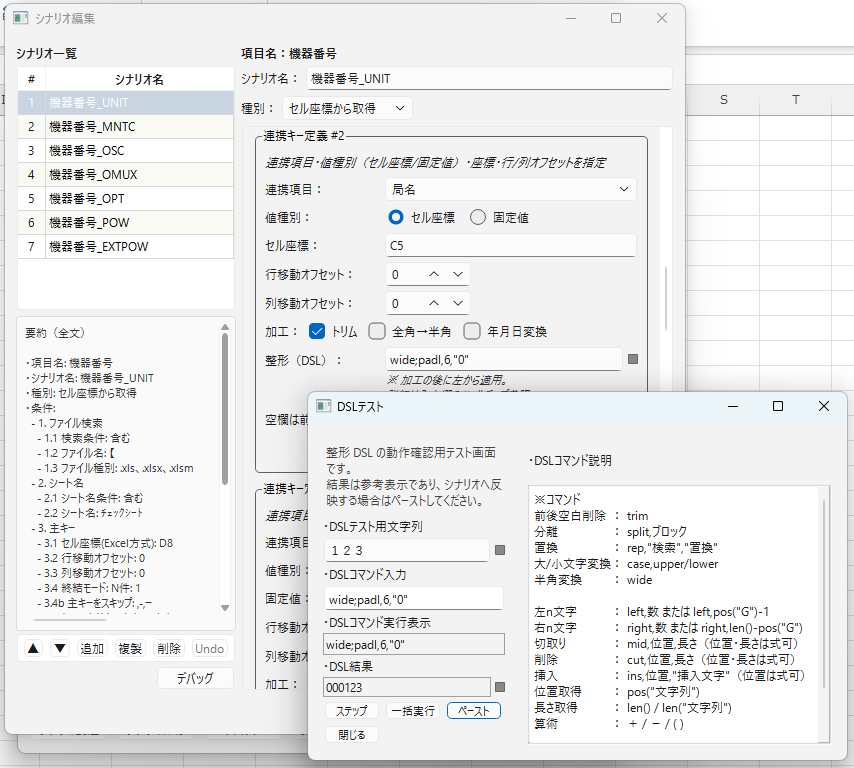 シナリオ編集
シナリオ一覧
# シナリオ名
1 機器番号_UNIT
2 機器番号_MNTC
3 機器番号_OSC
4 機器番号_OMUX
5 機器番号_OPT
6 機器番号_POW
7 機器番号_EXTPOW
要約（全文）
・項目名: 機器番号
・シナリオ名: 機器番号_UNIT
・種別: セル座標から取得
・条件:
- 1. ファイル検索
- 1.1 検索条件: 含む
- 1.2 ファイル名: 【
- 1.3 ファイル種別: .xls、.xlsx、.xlsm
- 2. シート名
- 2.1 シート名条件: 含む
- 2.2 シート名: ﾁｪｯｸｼｰﾄ
- 3. 主キー
- 3.1 セル座標(Excel方式): D8
- 3.2 行移動オフセット: 0
- 3.3 列移動オフセット: 0
- 3.4 終結モード: N件: 1
- 3.4b 主キーをスキップ: ,-,ー
▲ ▼ 追加 複製 削除 Undo
デバッグ
項目名：機器番号
シナリオ名： 機器番号_UNIT
種別： セル座標から取得
連携キー定義 #2
連携項目・値種別（セル座標/固定値）・座標・行/列オフセットを指定
連携項目： 局名
値種別： セル座標 固定値
セル座標： C5
行移動オフセット： 0
列移動オフセット： 0
加工： トリム 全角→半角 年月日変換
整形（DSL）： wide;padl,6,"0"
※ 加工の後に左から適用。
空欄は前
連携キー
連携項
連携項
値種別
固定値：
行移動オ
列移動オ
加工：
S T
DSLテスト
整形 DSL の動作確認用テスト画面
です。
結果は参考表示であり、シナリオへ反
映する場合はペーストしてください。
・DSLテスト用文字列
１２３
・DSLコマンド入力
wide;padl,6,"0"
・DSLコマンド実行表示
wide;padl,6,"0"
・DSL結果
000123
ステップ 一括実行 ペースト
閉じる
・DSLコマンド説明
※コマンド
前後空白削除 ： trim
分離 ： split,ブロック
置換 ： rep,"検索","置換"
大/小文字変換： case,upper/lower
半角変換 ： wide
左n文字 ： left,数 または left,pos("G")-1
右n文字 ： right,数 または right,len()-pos("G")
切取り ： mid,位置,長さ（位置・長さは式可）
削除 ： cut,位置,長さ（位置・長さは式可）
挿入 ： ins,位置,"挿入文字"（位置は式可）
位置取得 ： pos("文字列")
長さ取得 ： len() / len("文字列")
算術 ： + / − / ( )